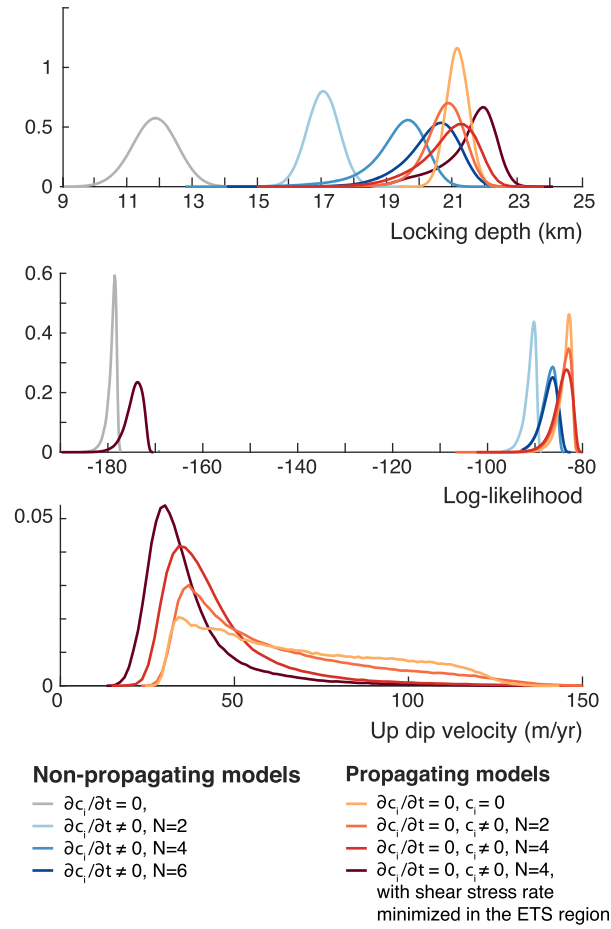 1
0.5
0
9 11 13 15 17 19 21 23 25
Locking depth (km)
0.6
0.4
0.2
0
-180 -160 -140 -120 -100 -80
Log-likelihood
0.05
0
0 50 100 150
Up dip velocity (m/yr)
Non-propagating models
∂cᵢ/∂t = 0,
∂cᵢ/∂t ≠ 0, N=2
∂cᵢ/∂t ≠ 0, N=4
∂cᵢ/∂t ≠ 0, N=6
Propagating models
∂cᵢ/∂t = 0, cᵢ = 0
∂cᵢ/∂t = 0, cᵢ ≠ 0, N=2
∂cᵢ/∂t = 0, cᵢ ≠ 0, N=4
∂cᵢ/∂t = 0, cᵢ ≠ 0, N=4,
with shear stress rate
minimized in the ETS region